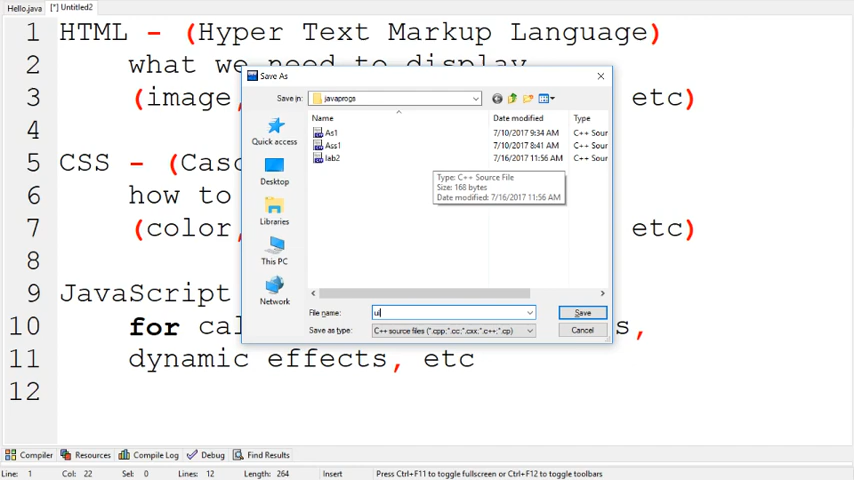 Hello.java [*] Untitled2
1 HTML - (Hyper Text Markup Language)
2 what we need to display
3 (image, etc)
4
5 CSS - (Casc
6 how to
7 (color, etc)
8
9 JavaScript
10 for cal s,
11 dynamic effects, etc
12
Save As
Save in: javaprogs
Name Date modified Type
As1 7/10/2017 9:34 AM C++ Sour
Ass1 7/10/2017 8:41 AM C++ Sour
lab2 7/16/2017 11:56 AM C++ Sour
Type: C++ Source File
Size: 168 bytes
Date modified: 7/16/2017 11:56 AM
Quick access
Desktop
Libraries
This PC
Network
File name: ui
Save as type: C++ source files (*.cpp;*.cc;*.cxx;*.c++;*.cp)
Save
Cancel
Compiler Resources Compile Log Debug Find Results
Line: 1 Col: 22 Sel: 0 Lines: 12 Length: 264 Insert Press Ctrl+F11 to toggle fullscreen or Ctrl+F12 to toggle toolbars